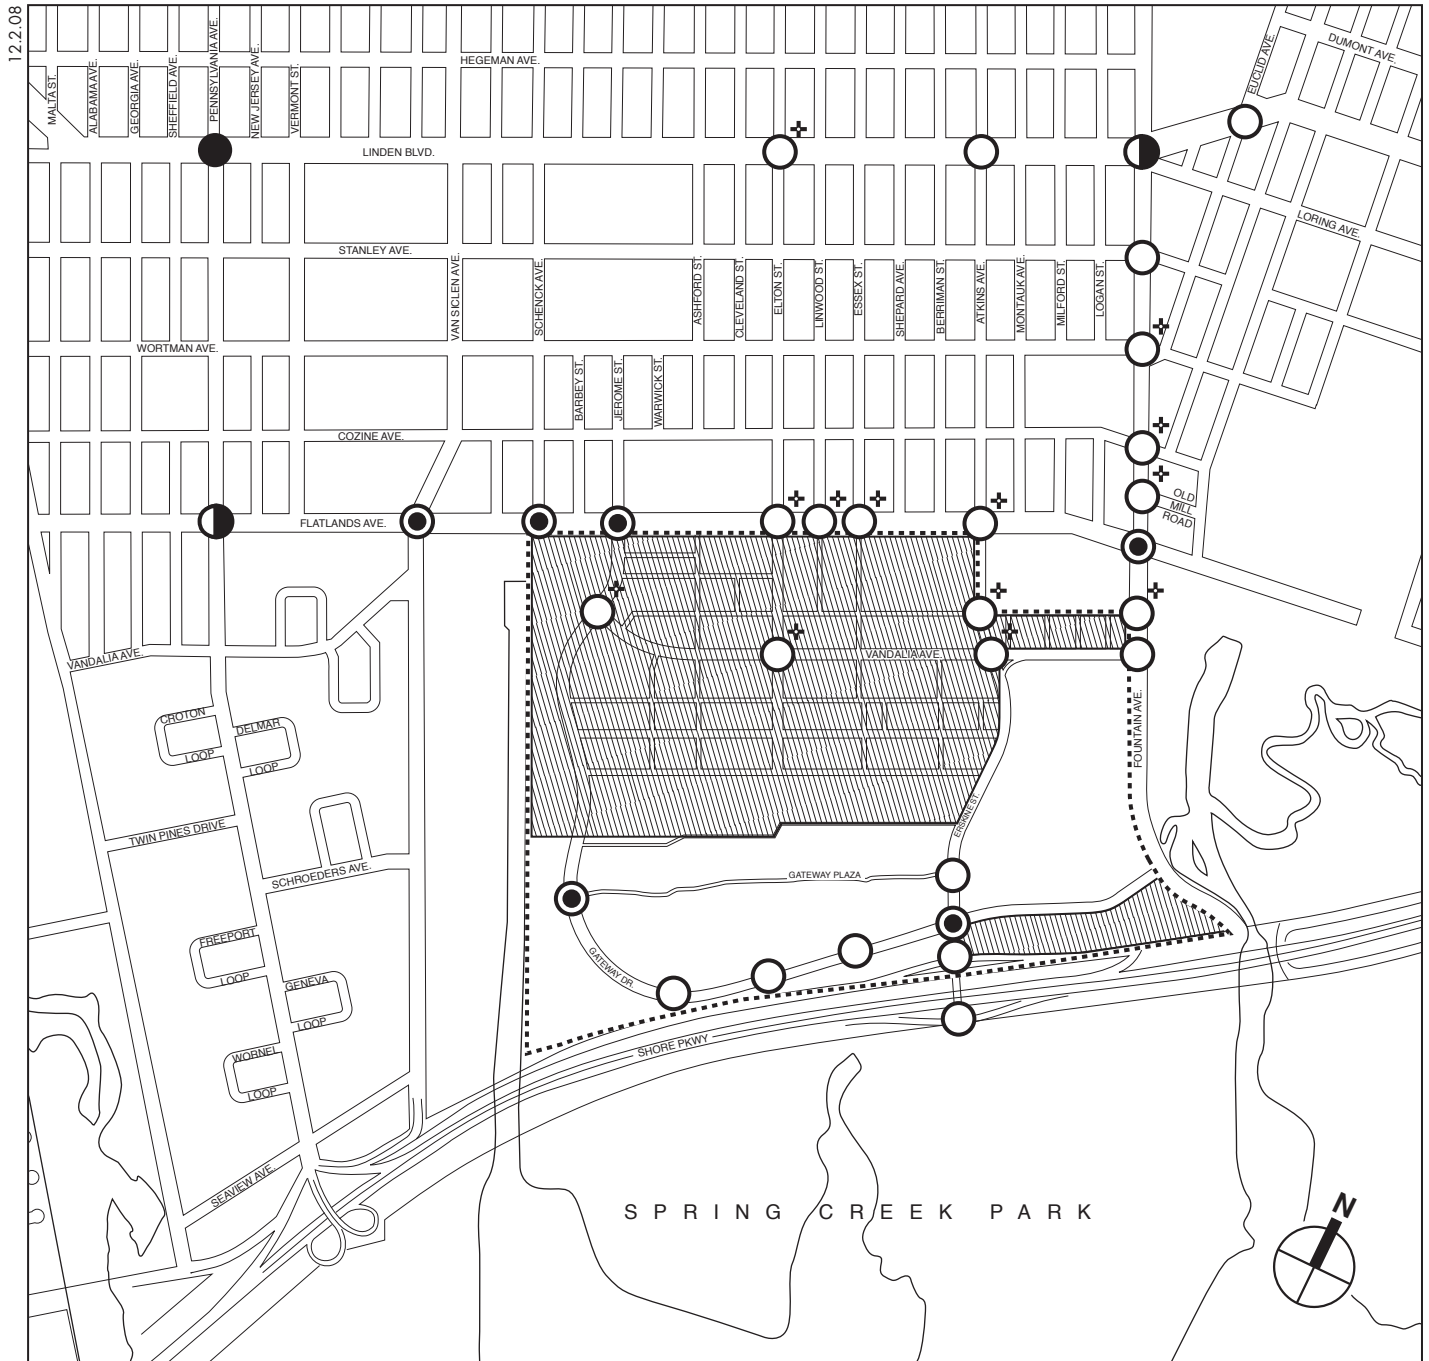 12.2.08
HEGEMAN AVE.
EUCLID AVE.
DUMONT AVE.
MALTA ST.
ALABAMA AVE.
GEORGIA AVE.
SHEFFIELD AVE.
PENNSYLVANIA AVE.
NEW JERSEY AVE.
VERMONT ST.
LINDEN BLVD.
LORING AVE.
STANLEY AVE.
VAN SICLEN AVE.
SCHENCK AVE.
ASHFORD ST.
CLEVELAND ST.
ELTON ST.
LINWOOD ST.
ESSEX ST.
SHEPARD AVE.
BERRIMAN ST.
ATKINS AVE.
MONTAUK AVE.
MILFORD ST.
LOGAN ST.
WORTMAN AVE.
BARBEY ST.
JEROME ST.
WARWICK ST.
COZINE AVE.
OLD
MILL
ROAD
FLATLANDS AVE.
VANDALIA AVE.
VANDALIA AVE.
FOUNTAIN AVE.
CROTON
LOOP
DELMAR
LOOP
ERSKINE ST.
TWIN PINES DRIVE
SCHROEDERS AVE.
GATEWAY PLAZA
FREEPORT
LOOP
GATEWAY DR.
GENEVA
LOOP
SHORE PKWY
WORNEL
LOOP
SEAVIEW AVE.
SPRING CREEK PARK
N